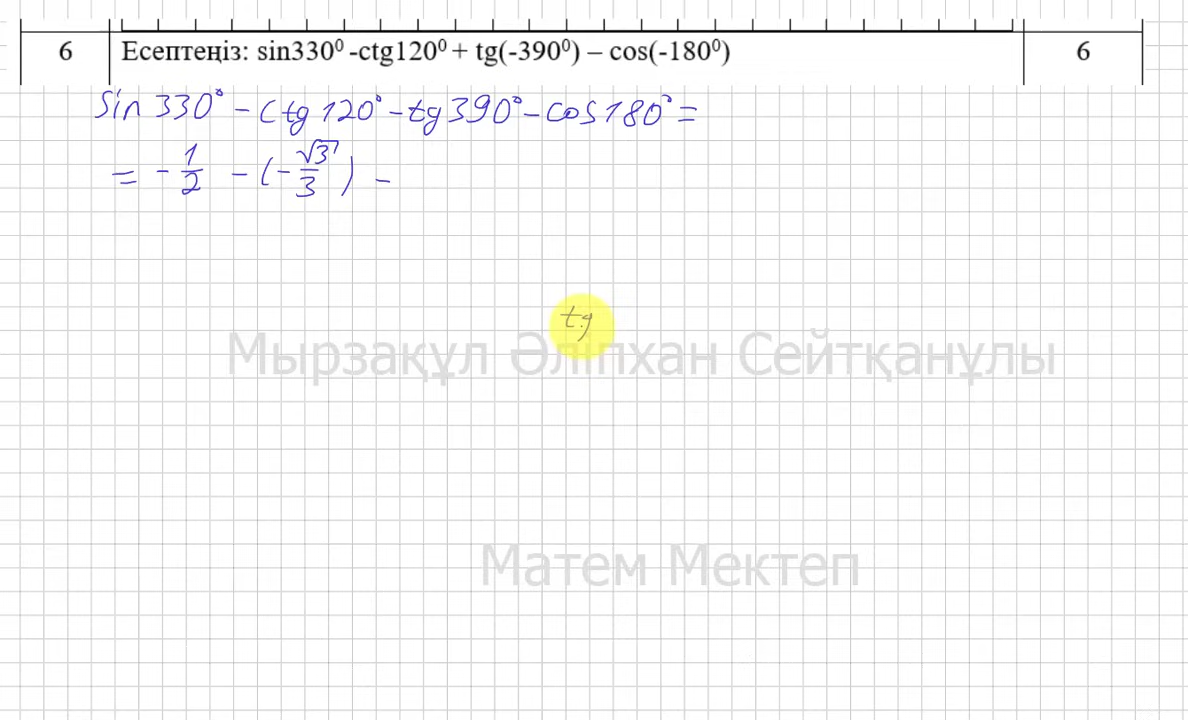 6 Есептеңіз: sin330⁰ -ctg120⁰ + tg(-390⁰) – cos(-180⁰) 6
sin 330° - ctg 120° - tg 390° - cos 180° =
= - 1/2 - (- √3/3) -
tg
Мырзақұл Әліпхан Сейтқанұлы
Матем Мектеп